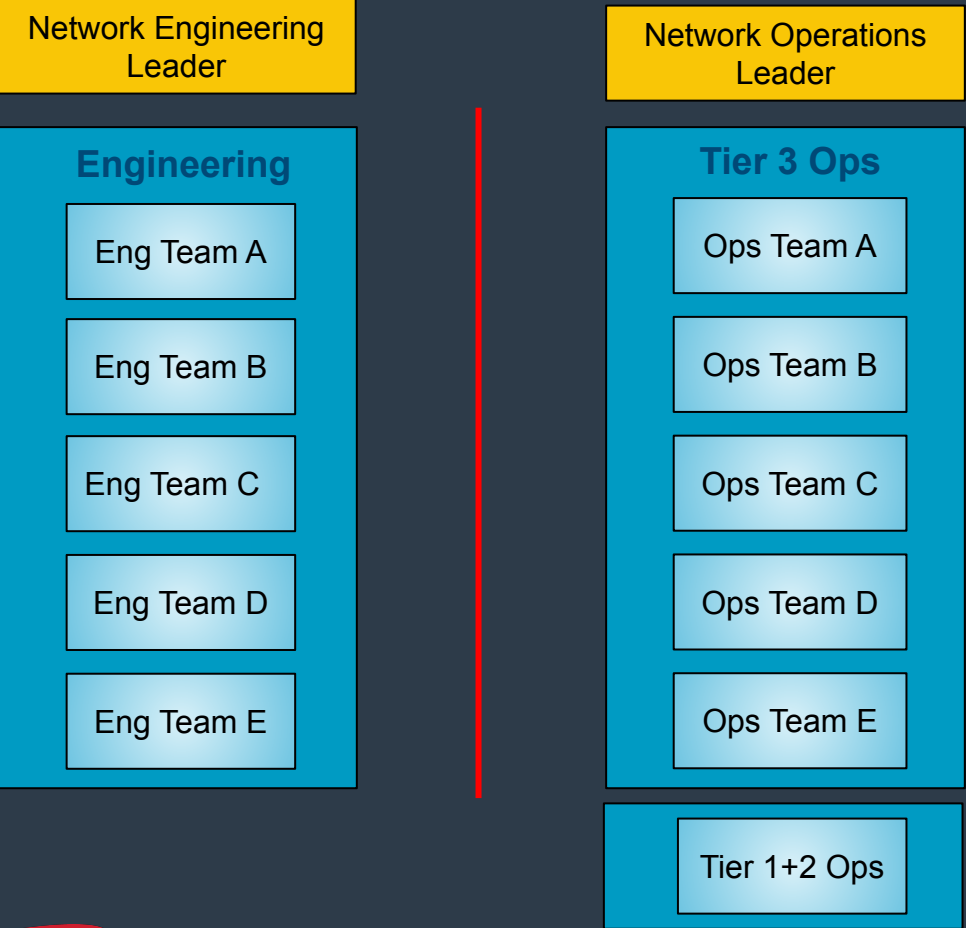 Network Engineering
Leader
Engineering
Eng Team A
Eng Team B
Eng Team C
Eng Team D
Eng Team E
Network Operations
Leader
Tier 3 Ops
Ops Team A
Ops Team B
Ops Team C
Ops Team D
Ops Team E
Tier 1+2 Ops